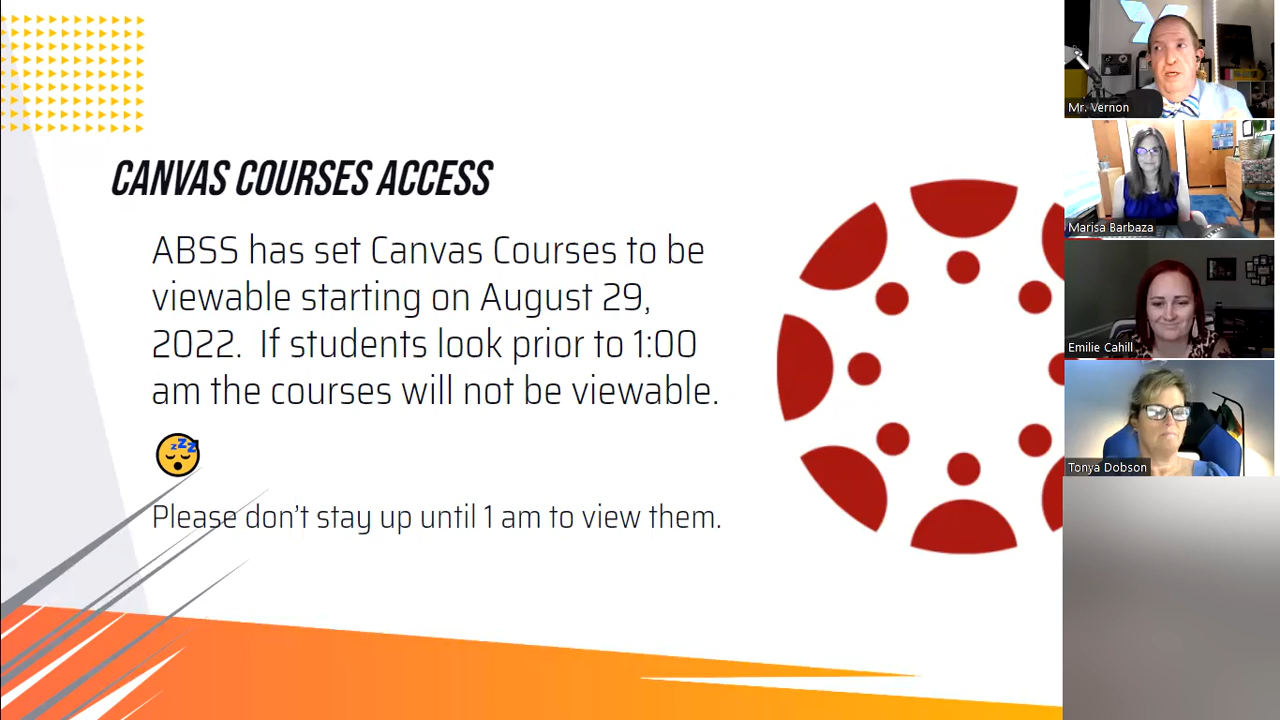 CANVAS COURSES ACCESS
ABSS has set Canvas Courses to be
viewable starting on August 29,
2022.  If students look prior to 1:00
am the courses will not be viewable.
Please don't stay up until 1 am to view them.
Mr. Vernon
Marisa Barbaza
Emilie Cahill
Tonya Dobson